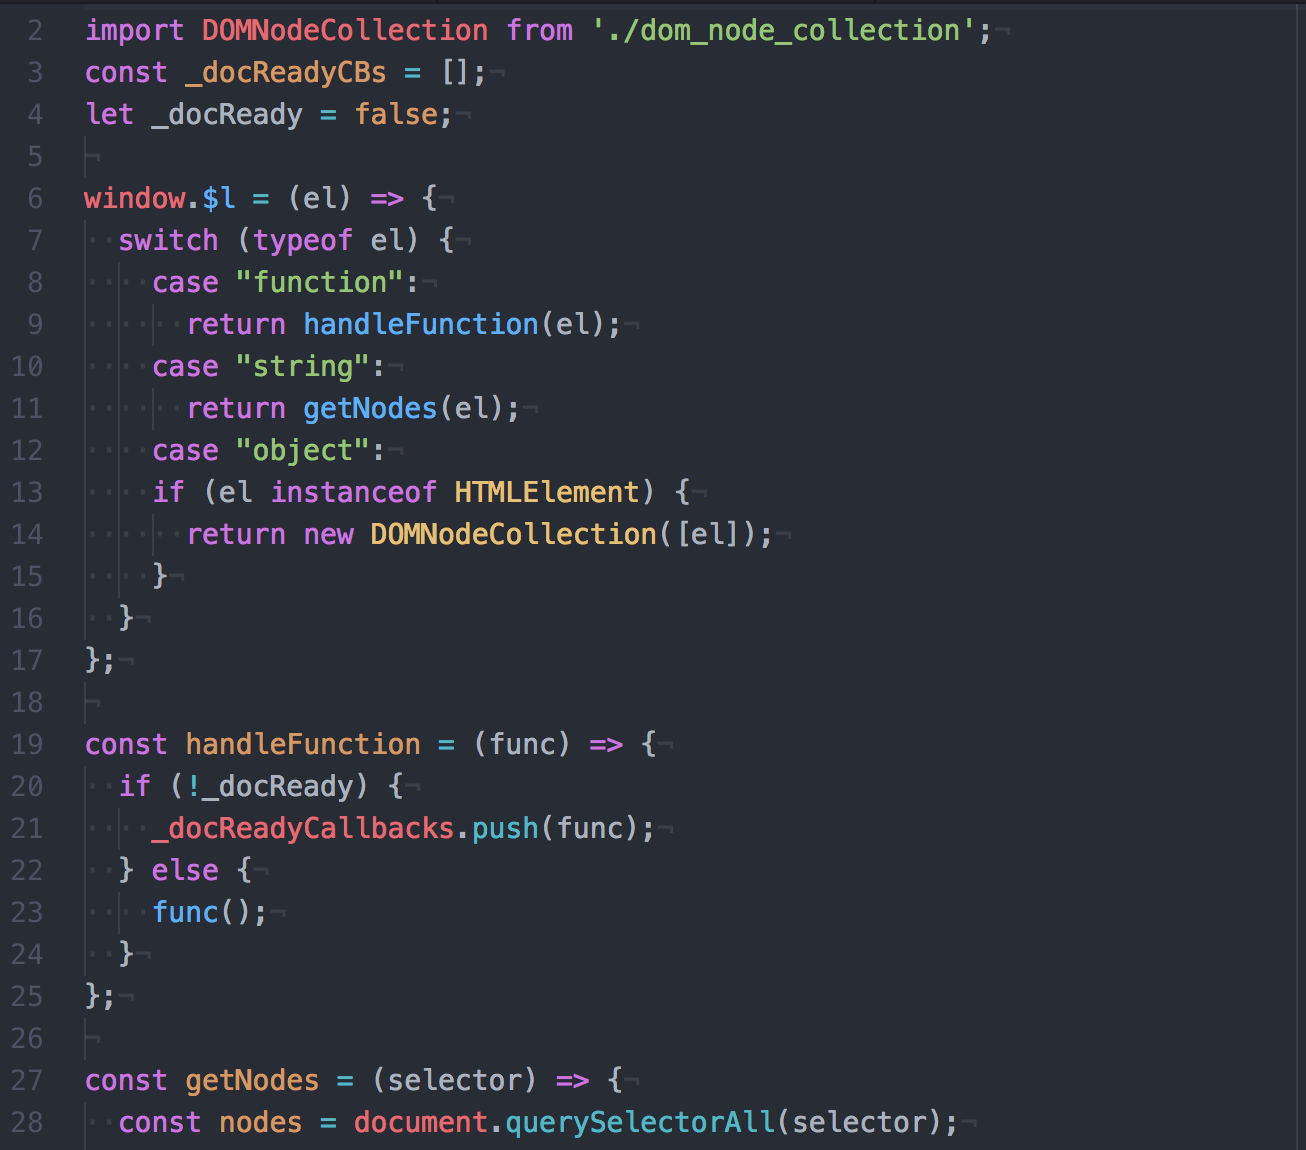 2 import DOMNodeCollection from './dom_node_collection';¬
3 const _docReadyCBs = [];¬
4 let _docReady = false;¬
5 ¬
6 window.$l = (el) => {¬
7 ··switch (typeof el) {¬
8 ····case "function":¬
9 ······return handleFunction(el);¬
10 ····case "string":¬
11 ······return getNodes(el);¬
12 ····case "object":¬
13 ····if (el instanceof HTMLElement) {¬
14 ······return new DOMNodeCollection([el]);¬
15 ····}¬
16 ··}¬
17 };¬
18 ¬
19 const handleFunction = (func) => {¬
20 ··if (!_docReady) {¬
21 ····_docReadyCallbacks.push(func);¬
22 ··} else {¬
23 ····func();¬
24 ··}¬
25 };¬
26 ¬
27 const getNodes = (selector) => {¬
28 ··const nodes = document.querySelectorAll(selector);¬